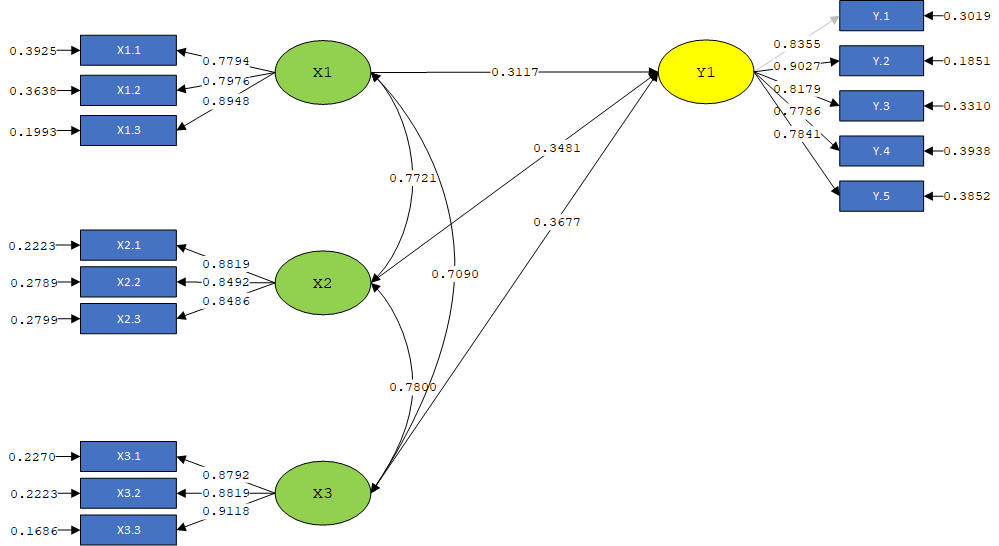 0.3925
X1.1
0.7794
0.3638
X1.2
0.7976
0.1993
X1.3
0.8948
X1
0.3117
Y1
0.8355
Y.1
0.3019
0.9027
Y.2
0.1851
0.8179
Y.3
0.3310
0.7786
Y.4
0.3938
0.7841
Y.5
0.3852
0.3481
0.7721
0.3677
0.2223
X2.1
0.8819
0.2789
X2.2
0.8492
0.2799
X2.3
0.8486
X2
0.7090
0.7800
0.2270
X3.1
0.8792
0.2223
X3.2
0.8819
0.1686
X3.3
0.9118
X3